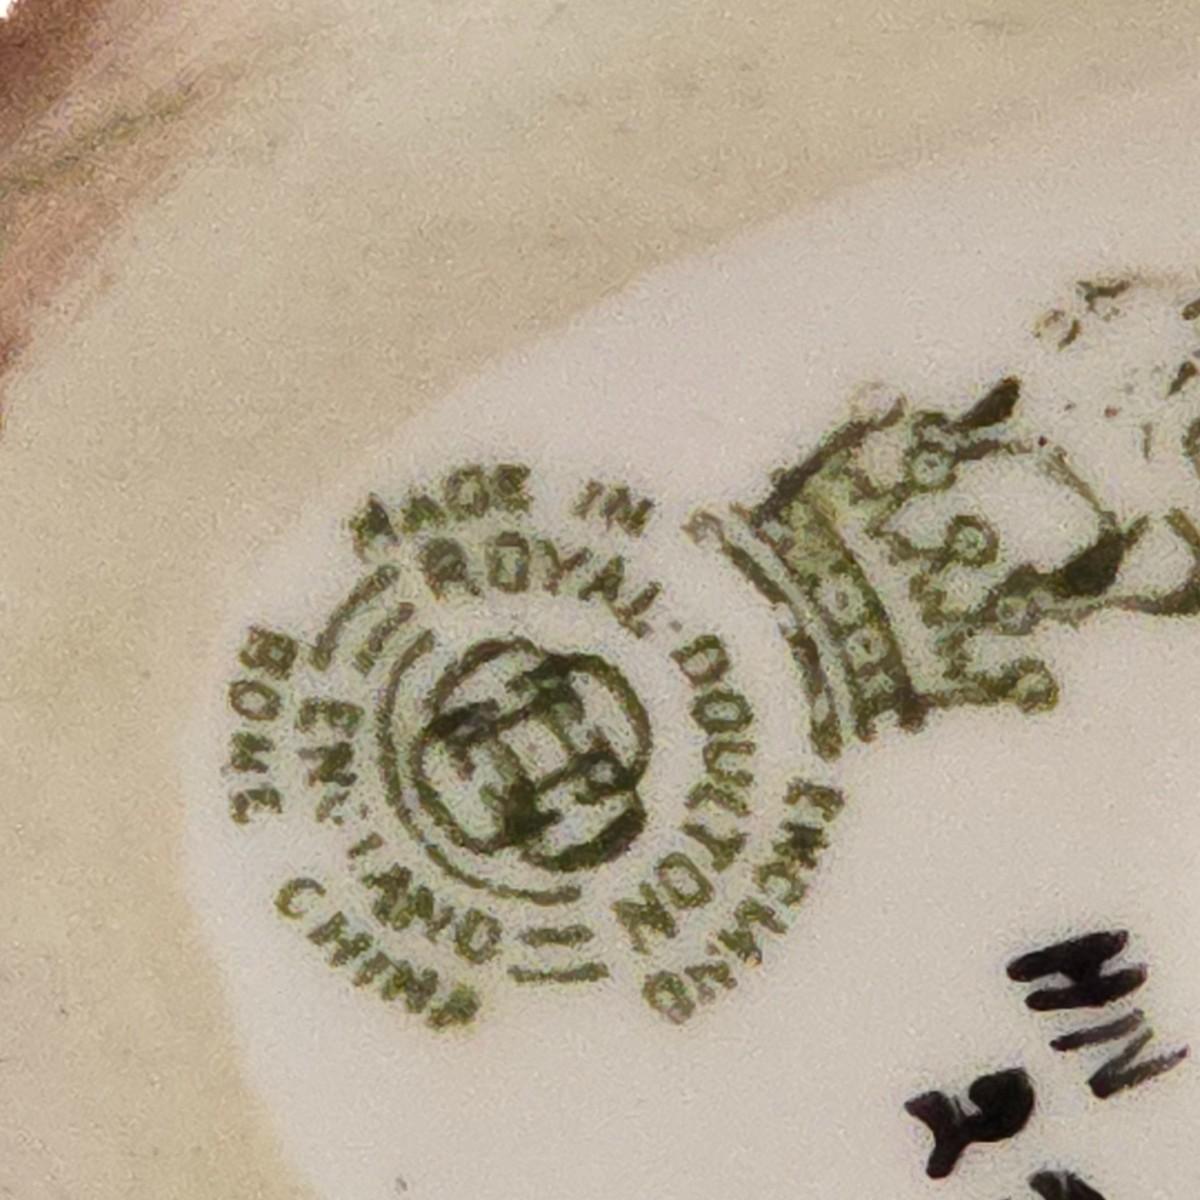 MADE IN ENGLAND
ROYAL·DOULTON
ENGLAND
BONE CHINA
HN